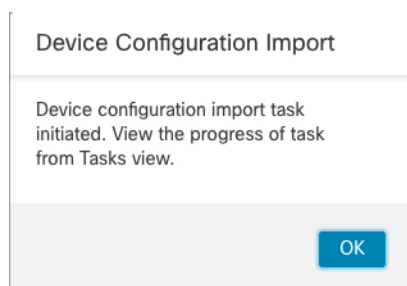 Device Configuration Import
Device configuration import task
initiated. View the progress of task
from Tasks view.
OK